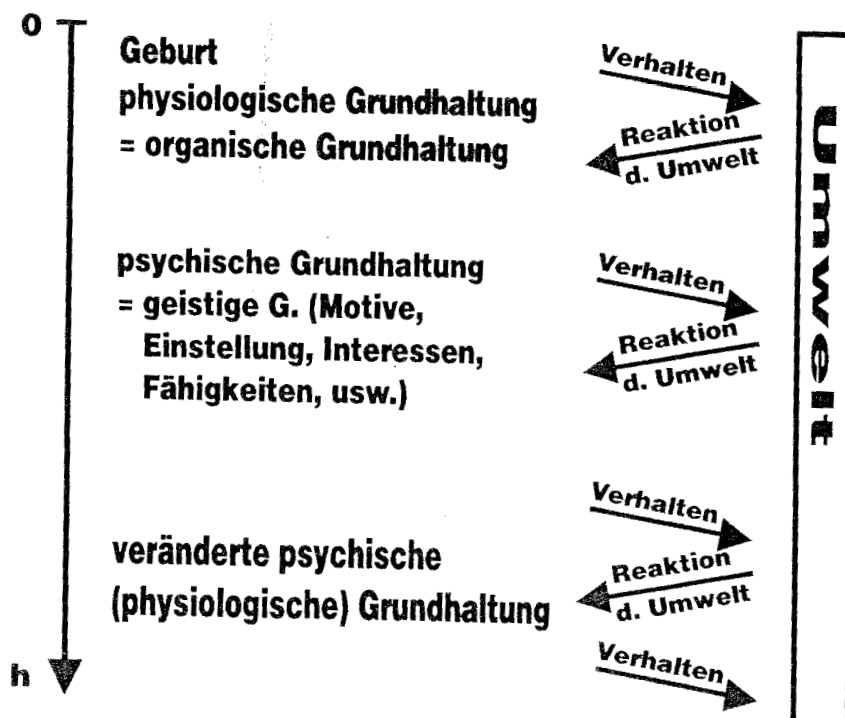 0
Geburt
physiologische Grundhaltung
= organische Grundhaltung
Verhalten
Reaktion
d. Umwelt
psychische Grundhaltung
= geistige G. (Motive,
Einstellung, Interessen,
Fähigkeiten, usw.)
Verhalten
Reaktion
d. Umwelt
veränderte psychische
(physiologische) Grundhaltung
Verhalten
Reaktion
d. Umwelt
Verhalten
h
Umwelt